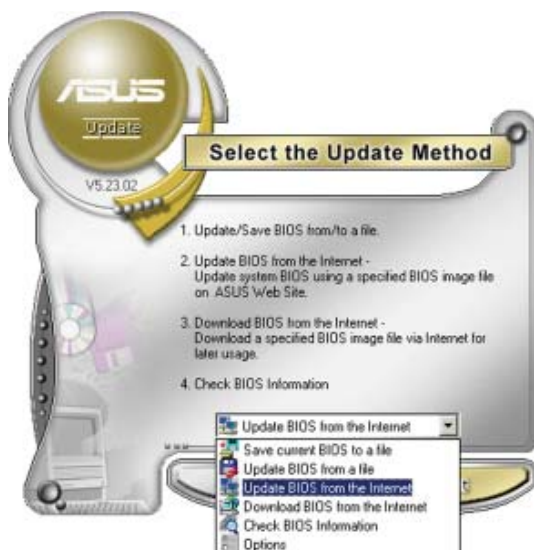 ASUS
Update
V5.23.02
Select the Update Method
1. Update/Save BIOS from/to a file.
2. Update BIOS from the Internet -
Update system BIOS using a specified BIOS image file
on ASUS Web Site.
3. Download BIOS from the Internet -
Download a specified BIOS image file via Internet for
later usage.
4. Check BIOS Information
Update BIOS from the Internet
Save current BIOS to a file
Update BIOS from a file
Update BIOS from the Internet
Download BIOS from the Internet
Check BIOS Information
Options